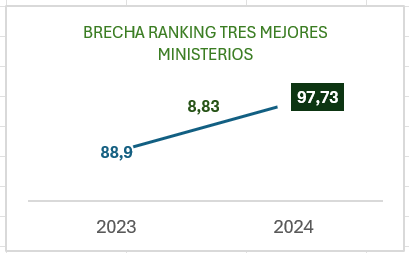 BRECHA RANKING TRES MEJORES
MINISTERIOS
97,73
8,83
88,9
2023 2024